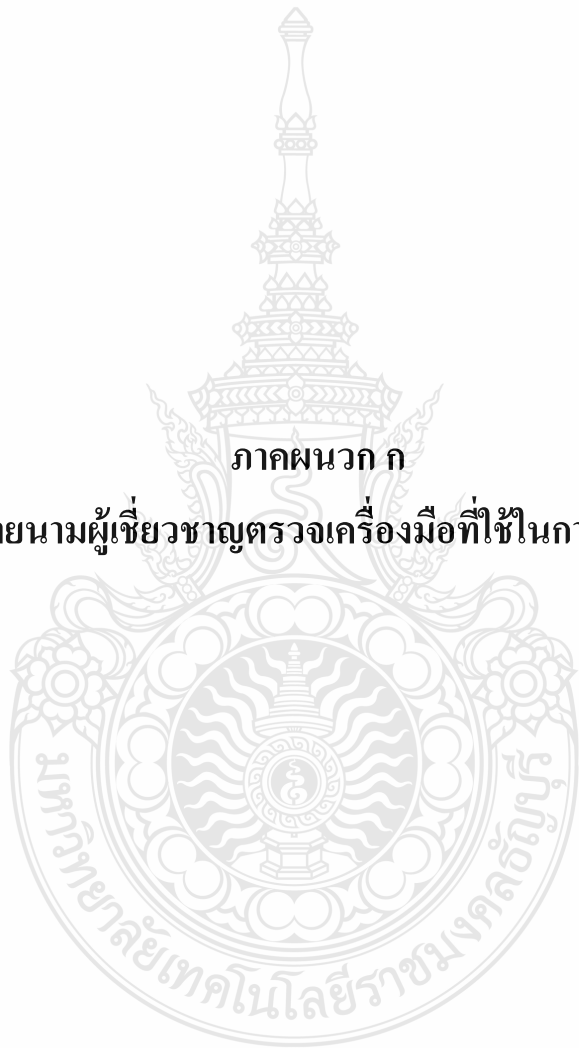 ภาคผนวก ก
ยนามผู้เชี่ยวชาญตรวจเครื่องมือที่ใช้ในกา
มหาวิทยาลัยเทคโนโลยีราชมงคลธัญบุรี